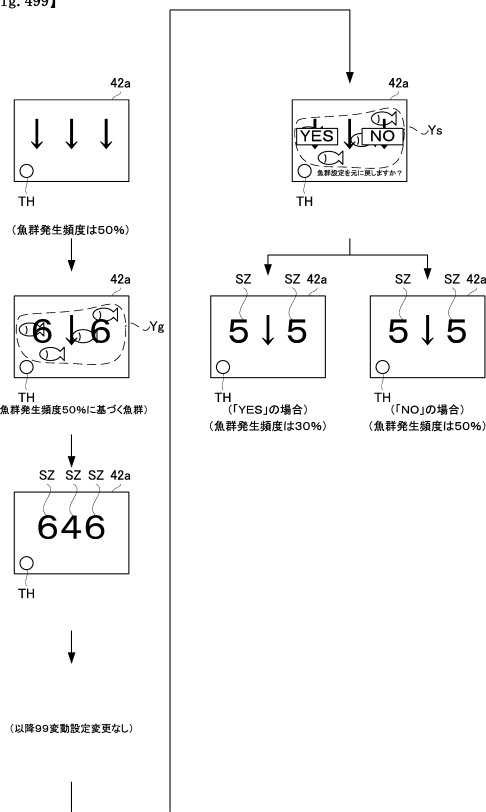 ig. 499】
42a
TH
(魚群発生頻度は50%)
42a
6 6
Yg
TH
魚群発生頻度50%に基づく魚群)
SZ SZ SZ 42a
646
TH
(以降99変動設定変更なし)
42a
YES NO
Ys
魚群設定を元に戻しますか?
TH
SZ SZ 42a
5 5
TH
(「YES」の場合)
(魚群発生頻度は30%)
SZ SZ 42a
5 5
TH
(「NO」の場合)
(魚群発生頻度は50%)